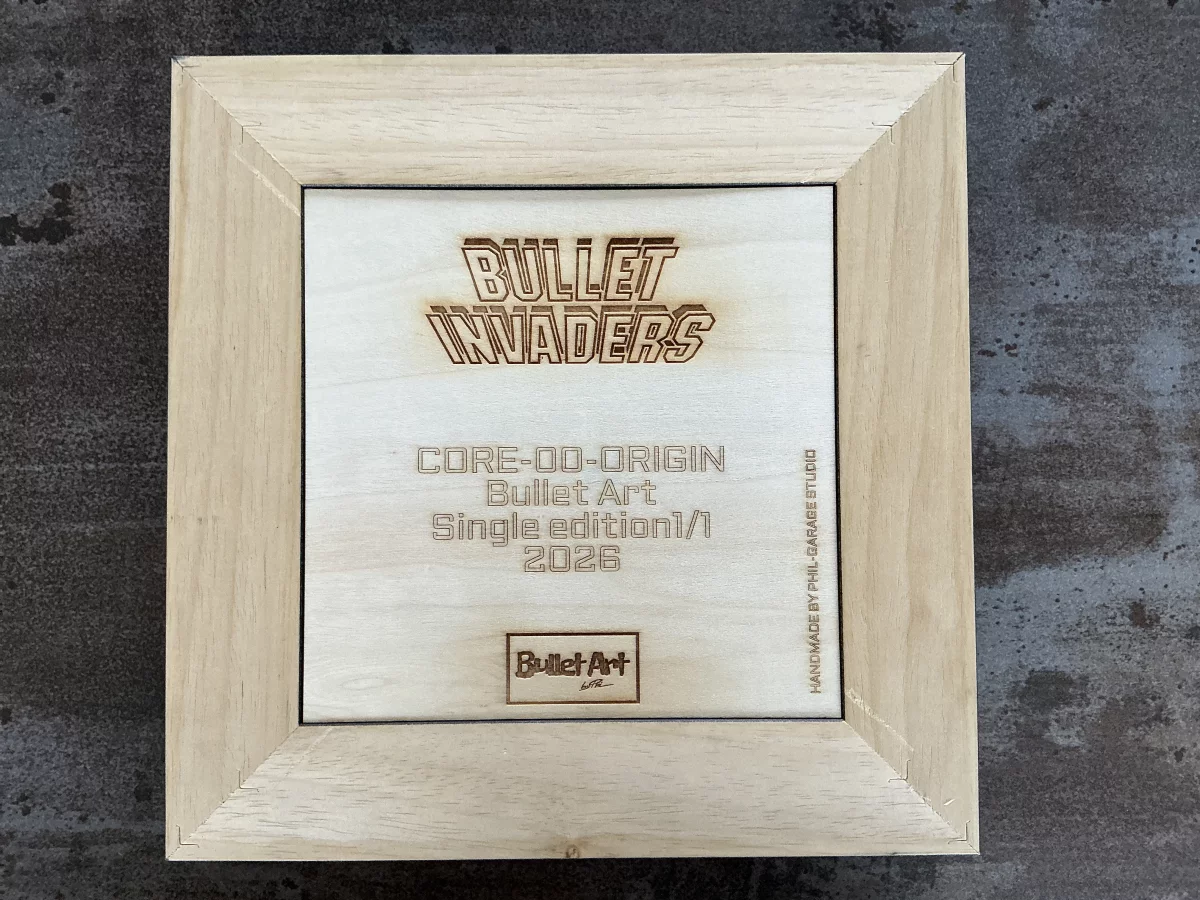 BULLET
INVADERS
CORE-00-ORIGIN
Bullet Art
Single edition1/1
2026
HANDMADE BY PHIL-GARAGE STUDIO
Bullet Art